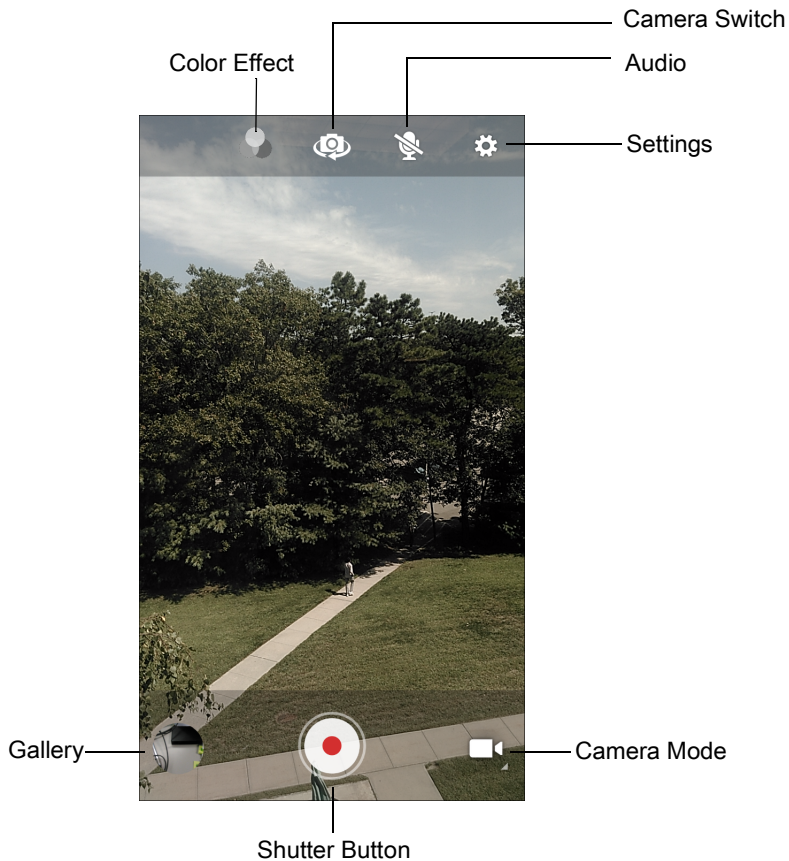 Camera Switch
Color Effect
Audio
Settings
Gallery
Camera Mode
Shutter Button